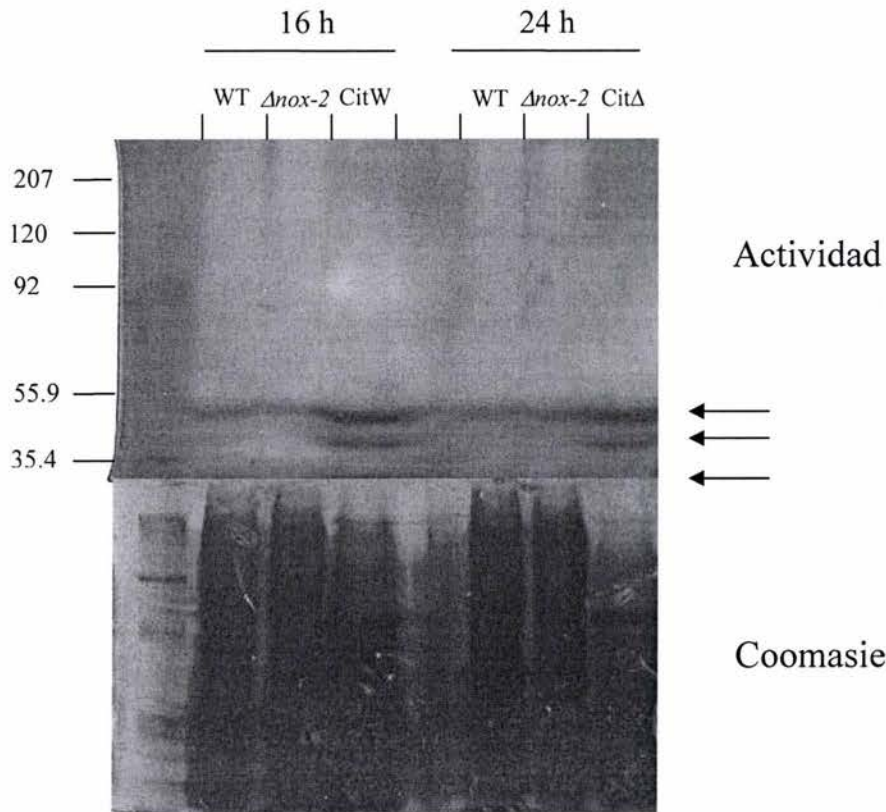 16 h 24 h
WT Δnox-2 CitW WT Δnox-2 CitΔ
207
120
92
Actividad
55.9
35.4
Coomasie